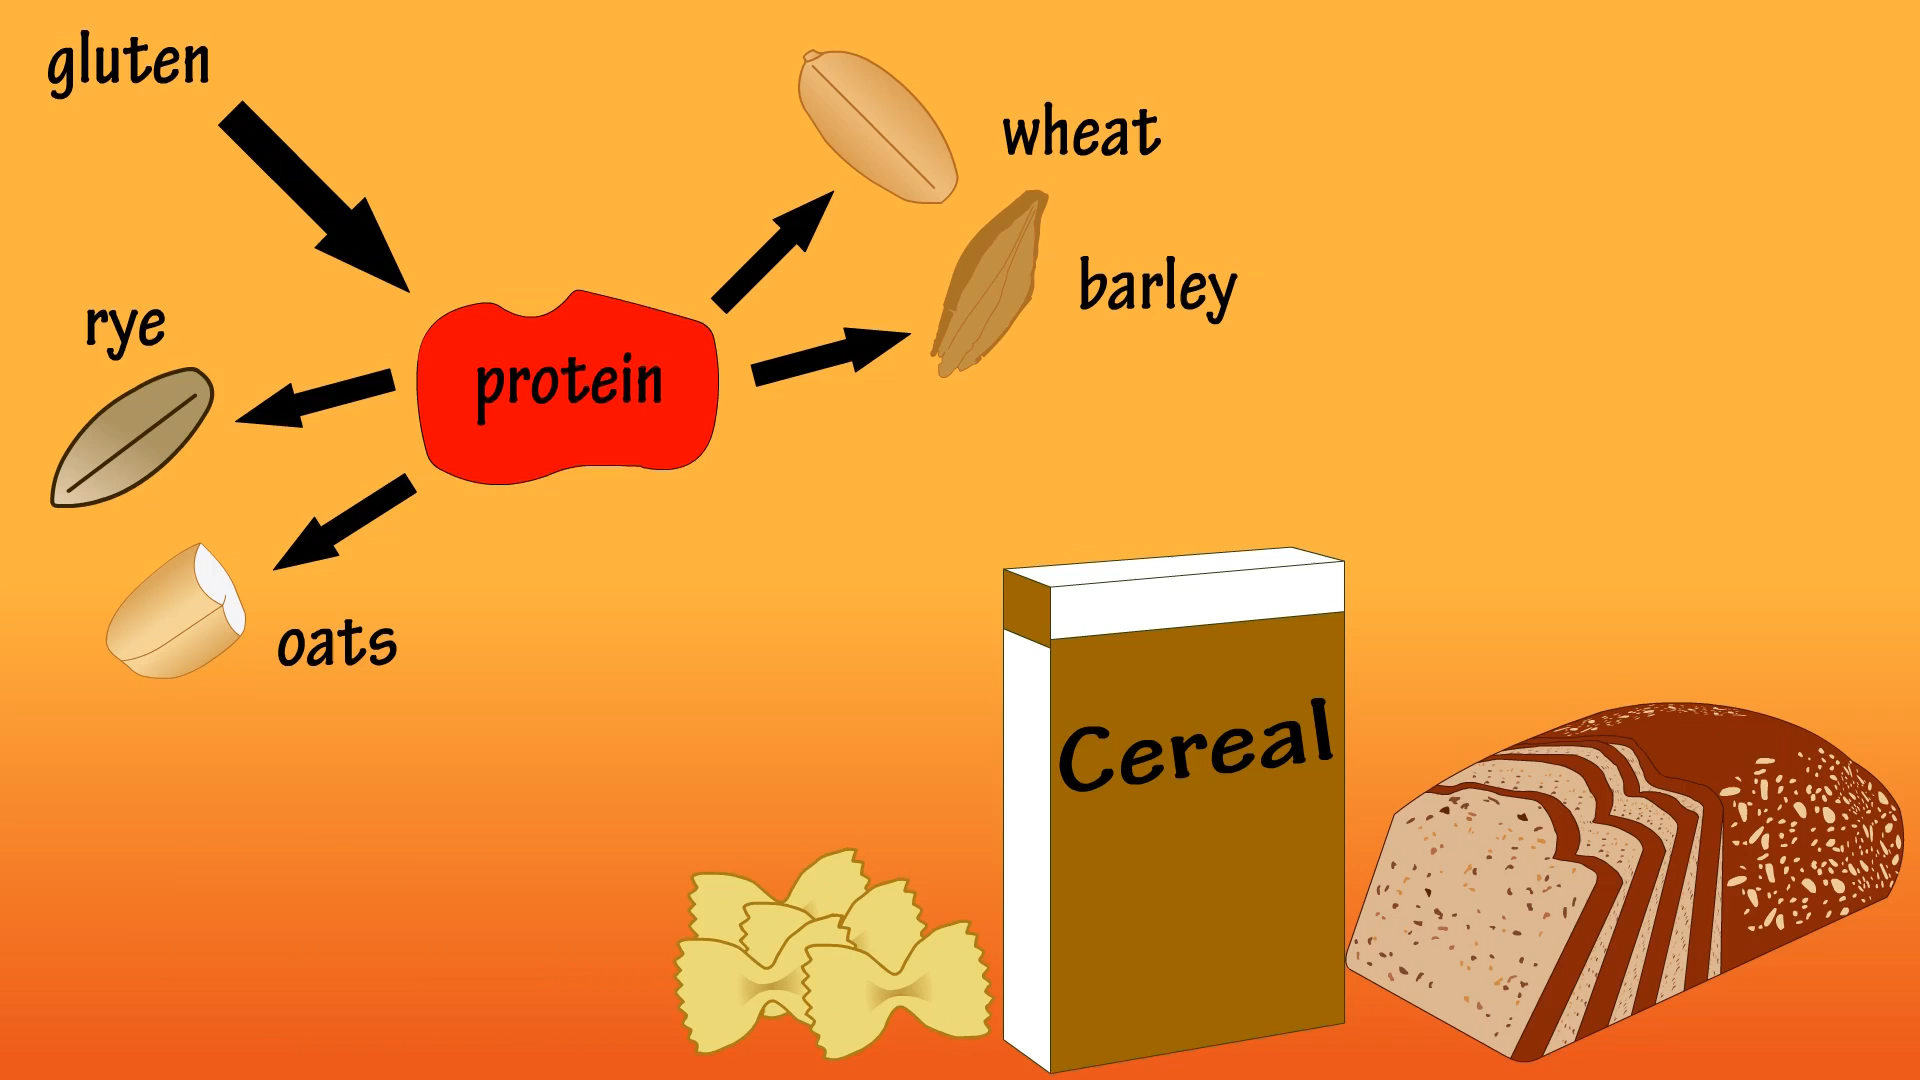 gluten
wheat
barley
rye
protein
oats
Cereal